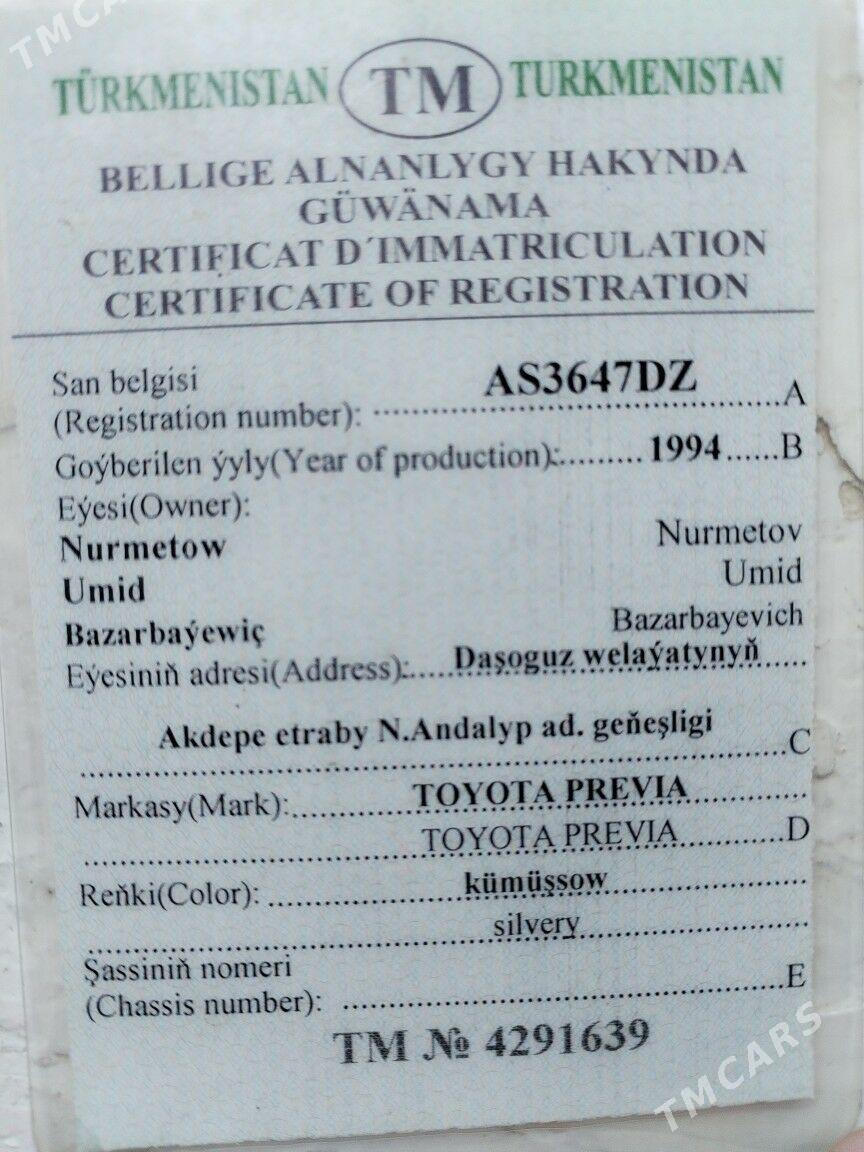 TMCARS
TÜRKMENISTAN TM TURKMENISTAN
BELLIGE ALNANLYGY HAKYNDA
GÜWÄNAMA
CERTIFICAT D´IMMATRICULATION
CERTIFICATE OF REGISTRATION
San belgisi AS3647DZ
(Registration number): ........................................A
Goýberilen ýyly(Year of production):.........1994......B
Eýesi(Owner):
Nurmetow Nurmetov
Umid Umid
Bazarbaýewiç Bazarbayevich
Eýesiniň adresi(Address):.....Daşoguz welaýatynyň.....
Akdepe etraby N.Andalyp ad. geňeşligi
........................................C
Markasy(Mark):............TOYOTA PREVIA............
........................................TOYOTA PREVIA............D
Reňki(Color): ....................kümüşsow....................
........................................silvery........................
Şassiniň nomeri
(Chassis number): ........................................E
TM № 4291639
TMCARS